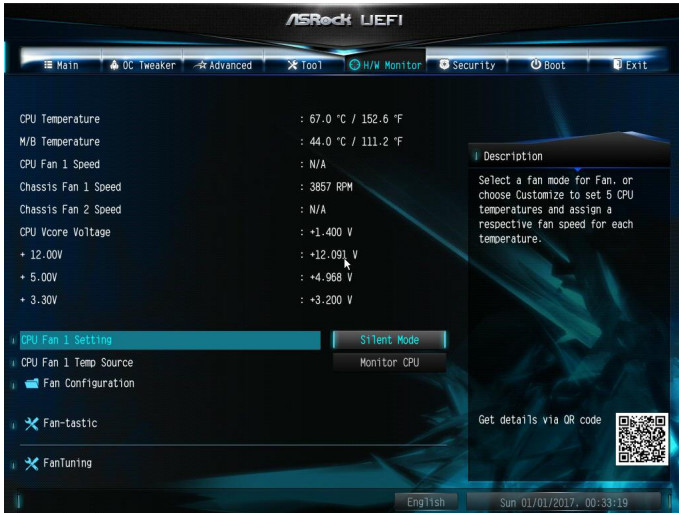 ASRock UEFI
Main OC Tweaker Advanced Tool H/W Monitor Security Boot Exit
CPU Temperature : 67.0 °C / 152.6 °F
M/B Temperature : 44.0 °C / 111.2 °F
CPU Fan 1 Speed : N/A
Chassis Fan 1 Speed : 3857 RPM
Chassis Fan 2 Speed : N/A
CPU Vcore Voltage : +1.400 V
+ 12.00V : +12.091 V
+ 5.00V : +4.968 V
+ 3.30V : +3.200 V
CPU Fan 1 Setting Silent Mode
CPU Fan 1 Temp Source Monitor CPU
Fan Configuration
Fan-tastic
FanTuning
Description
Select a fan mode for Fan, or
choose Customize to set 5 CPU
temperatures and assign a
respective fan speed for each
temperature.
Get details via QR code
English Sun 01/01/2017. 00:33:19